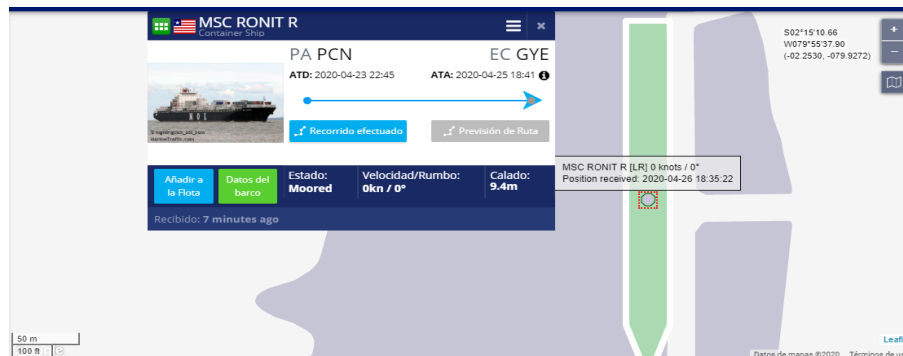 MSC RONIT R
Container Ship
PA PCN
EC GYE
ATD: 2020-04-23 22:45
ATA: 2020-04-25 18:41
NOL
MarineTraffic.com
Recorrido efectuado
Previsión de Ruta
Añadir a la Flota
Datos del barco
Estado:
Moored
Velocidad/Rumbo:
0kn / 0°
Calado:
9.4m
Recibido: 7 minutes ago
MSC RONIT R [LR] 0 knots / 0°
Position received: 2020-04-26 18:35:22
S02°15'10.66
W079°55'37.90
(-02.2530, -079.9272)
+
−
50 m
100 ft
Leafl
Datos de mapas ©2020
Términos de us